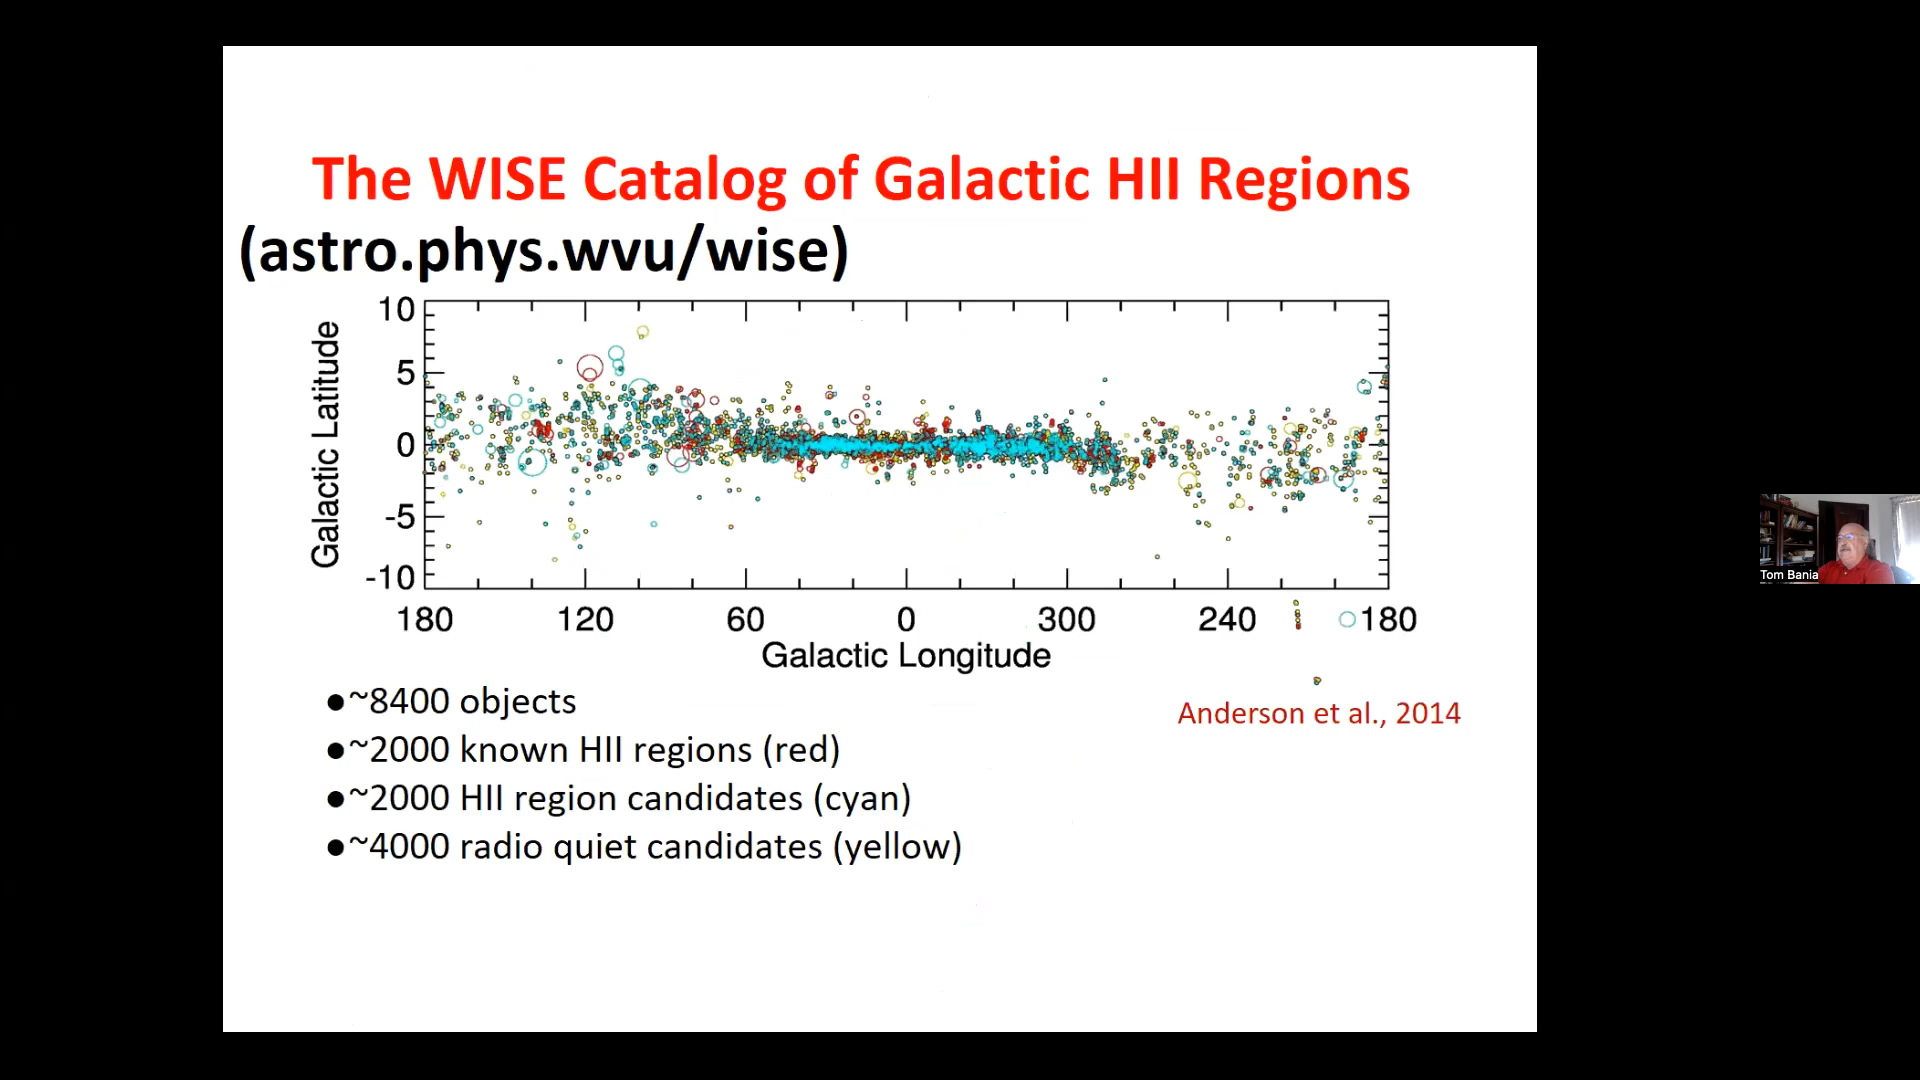 The WISE Catalog of Galactic HII Regions
(astro.phys.wvu/wise)
10
5
0
-5
-10
Galactic Latitude
180 120 60 0 300 240 180
Galactic Longitude
●~8400 objects
●~2000 known HII regions (red)
●~2000 HII region candidates (cyan)
●~4000 radio quiet candidates (yellow)
Anderson et al., 2014
Tom Bania